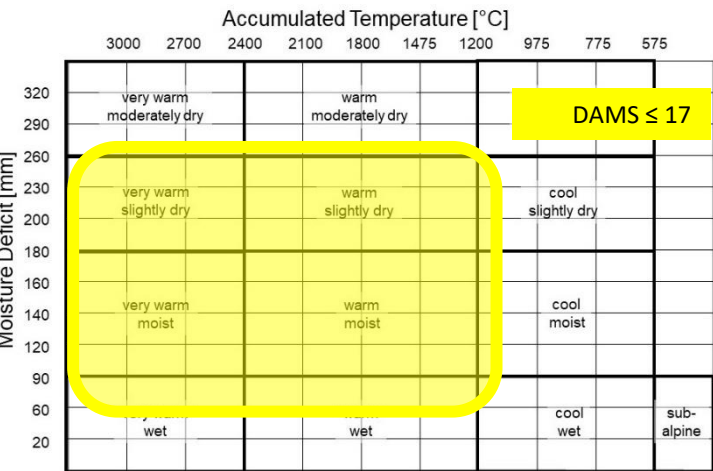 Accumulated Temperature [°C]
3000 2700 2400 2100 1800 1475 1200 975 775 575
Moisture Deficit [mm]
320
290
260
230
200
180
160
140
120
90
60
20
very warm
moderately dry
warm
moderately dry
DAMS ≤ 17
very warm
slightly dry
warm
slightly dry
cool
slightly dry
very warm
moist
warm
moist
cool
moist
wet
wet
cool
wet
sub-
alpine